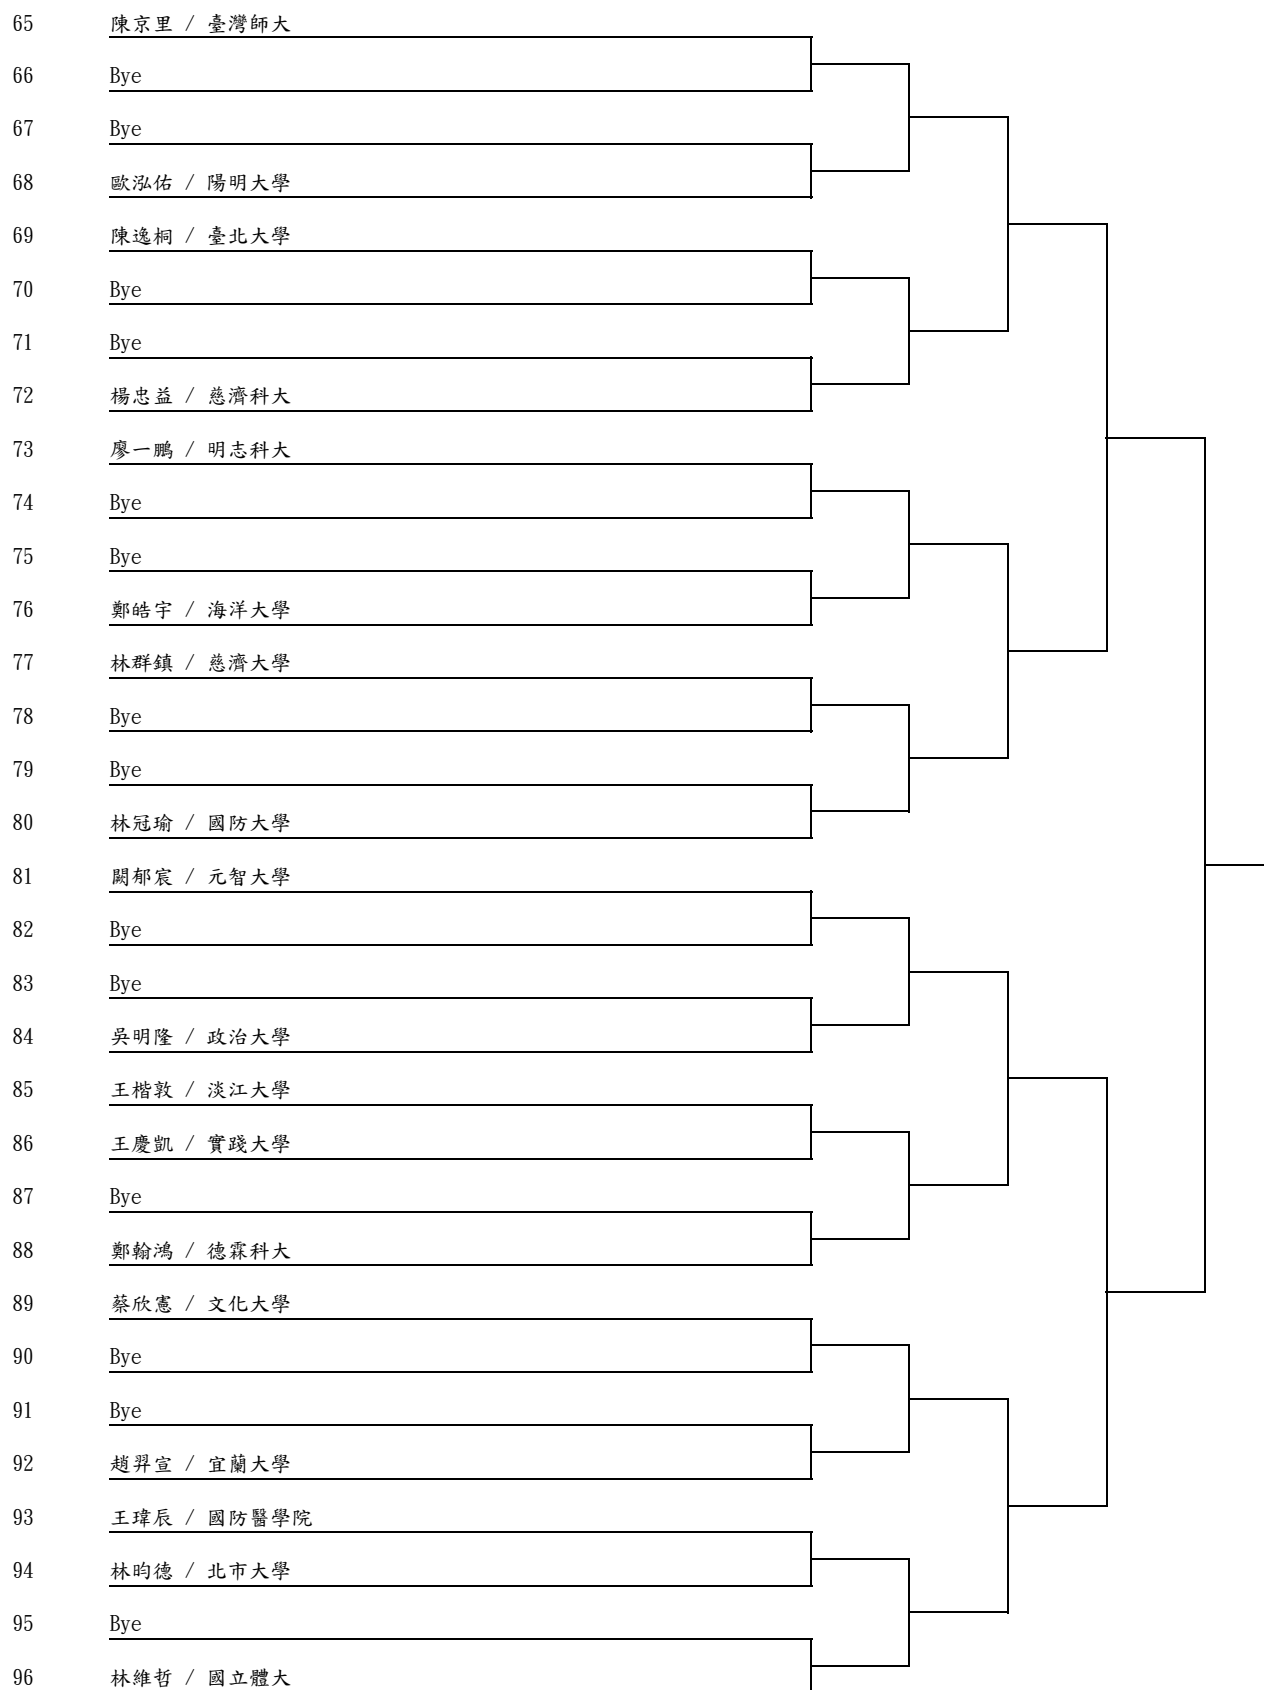 65 陳京里 / 臺灣師大
66 Bye
67 Bye
68 歐泓佑 / 陽明大學
69 陳逸桐 / 臺北大學
70 Bye
71 Bye
72 楊忠益 / 慈濟科大
73 廖一鵬 / 明志科大
74 Bye
75 Bye
76 鄭皓宇 / 海洋大學
77 林群鎮 / 慈濟大學
78 Bye
79 Bye
80 林冠瑜 / 國防大學
81 闕郁宸 / 元智大學
82 Bye
83 Bye
84 吳明隆 / 政治大學
85 王楷敦 / 淡江大學
86 王慶凱 / 實踐大學
87 Bye
88 鄭翰鴻 / 德霖科大
89 蔡欣憲 / 文化大學
90 Bye
91 Bye
92 趙羿宣 / 宜蘭大學
93 王瑋辰 / 國防醫學院
94 林昀德 / 北市大學
95 Bye
96 林維哲 / 國立體大